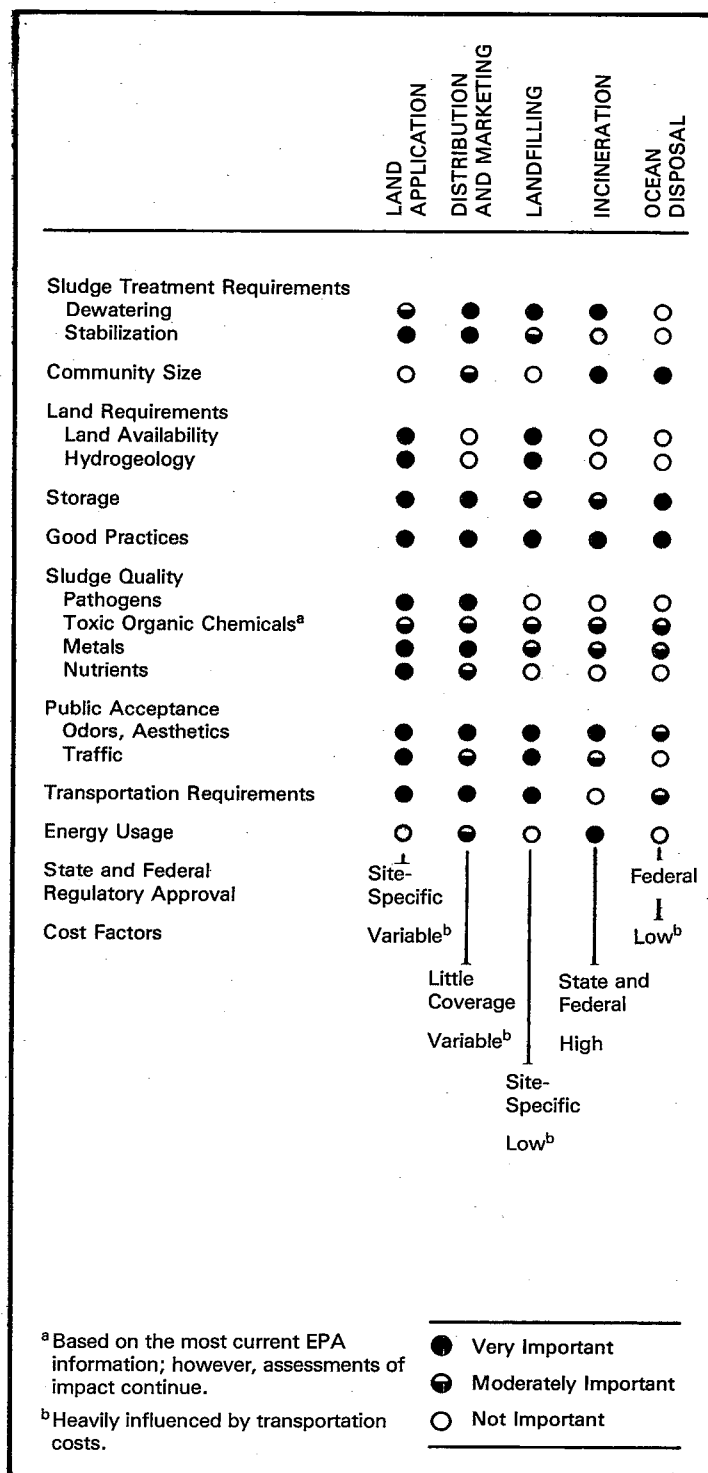 LAND
APPLICATION
DISTRIBUTION
AND MARKETING
LANDFILLING
INCINERATION
OCEAN
DISPOSAL
Sludge Treatment Requirements
Dewatering
Stabilization
Community Size
Land Requirements
Land Availability
Hydrogeology
Storage
Good Practices
Sludge Quality
Pathogens
Toxic Organic Chemicalsᵃ
Metals
Nutrients
Public Acceptance
Odors, Aesthetics
Traffic
Transportation Requirements
Energy Usage
State and Federal
Regulatory Approval
Site-
Specific
Federal
Cost Factors
Variableᵇ
Lowᵇ
Little
Coverage
State and
Federal
Variableᵇ
High
Site-
Specific
Lowᵇ
ᵃ Based on the most current EPA
information; however, assessments of
impact continue.
ᵇ Heavily influenced by transportation
costs.
Very Important
Moderately Important
Not Important